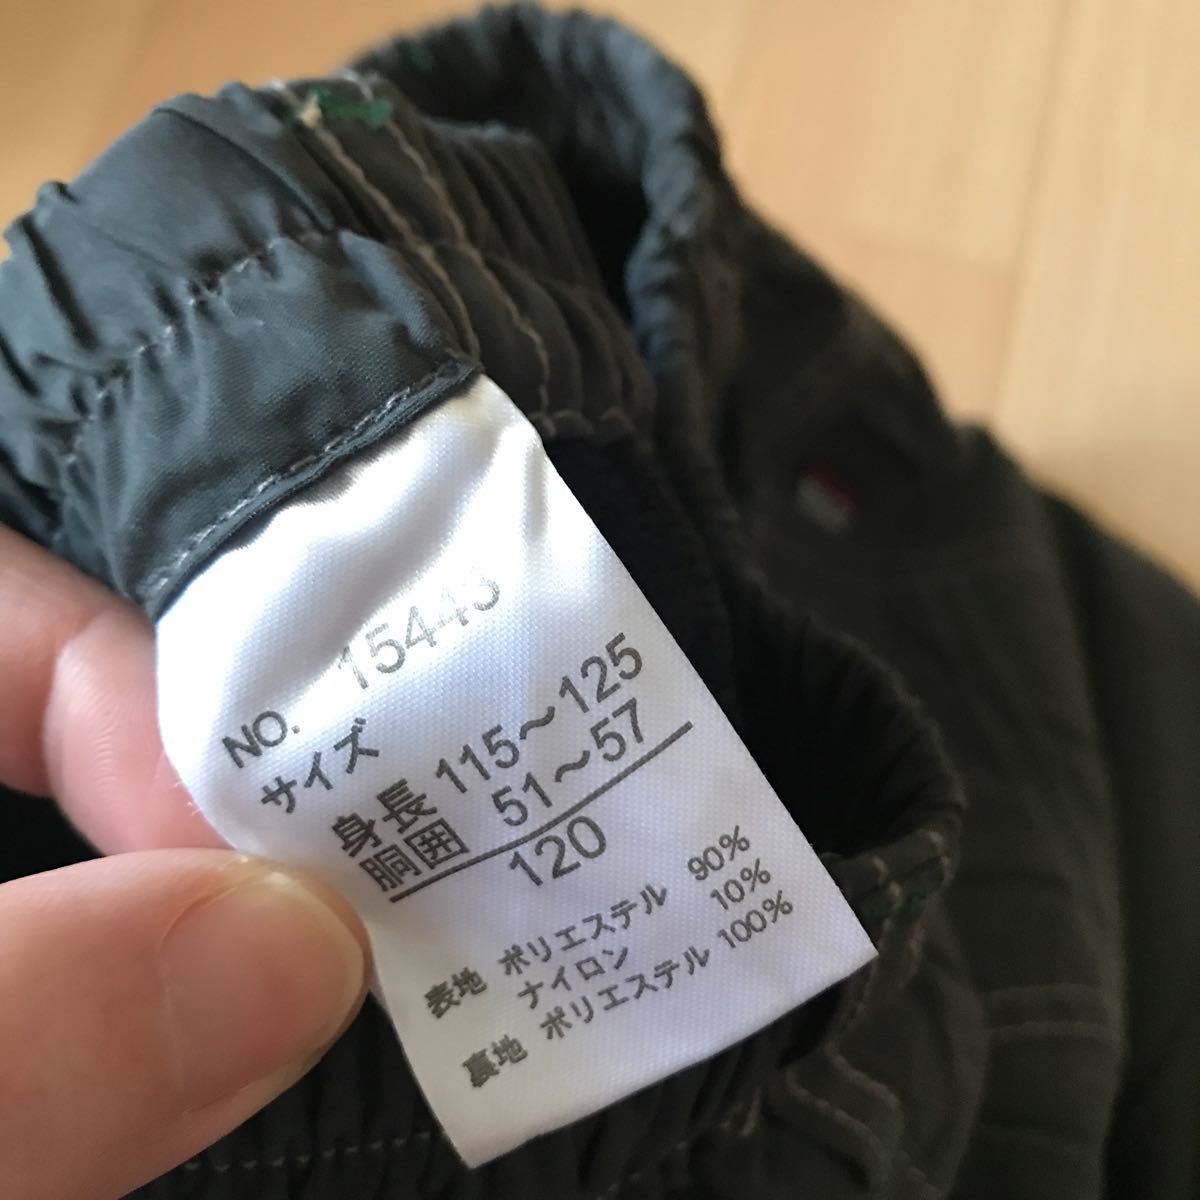 NO. 15443
サイズ
身長 115～125
胴囲 51～57
120
表地 ポリエステル 90%
ナイロン 10%
裏地 ポリエステル 100%